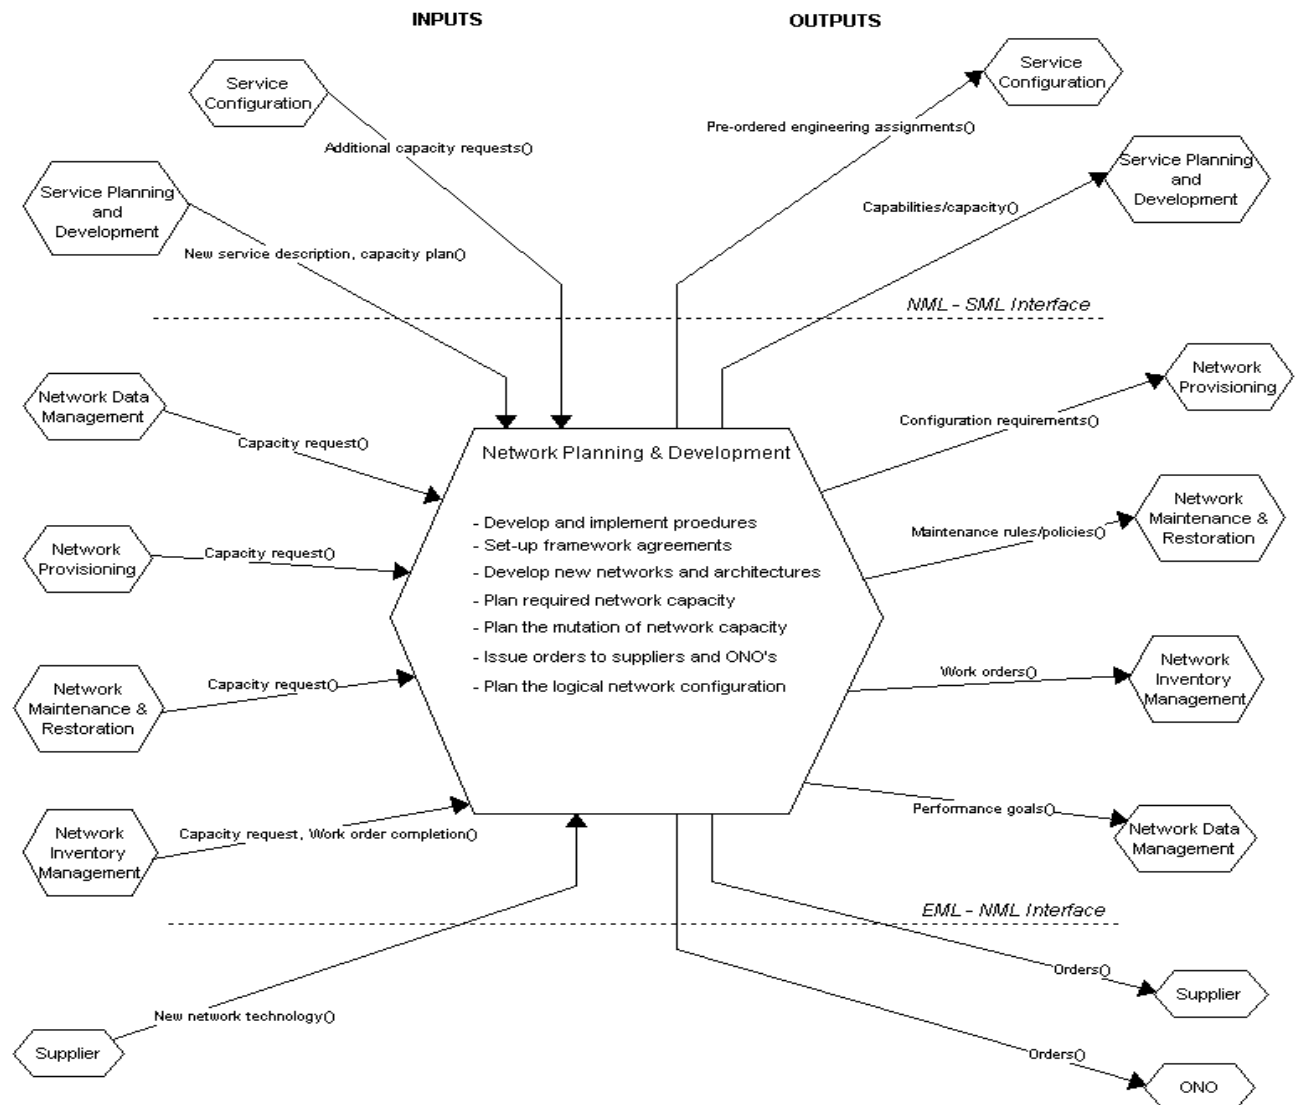 INPUTS
OUTPUTS
Service
Configuration
Service
Configuration
Additional capacity requests()
Pre-ordered engineering assignments()
Service Planning
and
Development
Service Planning
and
Development
New service description, capacity plan()
Capabilities/capacity()
NML - SML Interface
Network Data
Management
Network
Provisioning
Capacity request()
Configuration requirements()
Network Planning & Development
- Develop and implement procedures
- Set-up framework agreements
- Develop new networks and architectures
- Plan required network capacity
- Plan the mutation of network capacity
- Issue orders to suppliers and ONO's
- Plan the logical network configuration
Network
Provisioning
Capacity request()
Network
Maintenance &
Restoration
Maintenance rules/policies()
Network
Maintenance &
Restoration
Capacity request()
Network
Inventory
Management
Work orders()
Network
Inventory
Management
Capacity request, Work order completion()
Performance goals()
Network Data
Management
EML - NML Interface
Supplier
New network technology()
Orders()
Supplier
Orders()
ONO